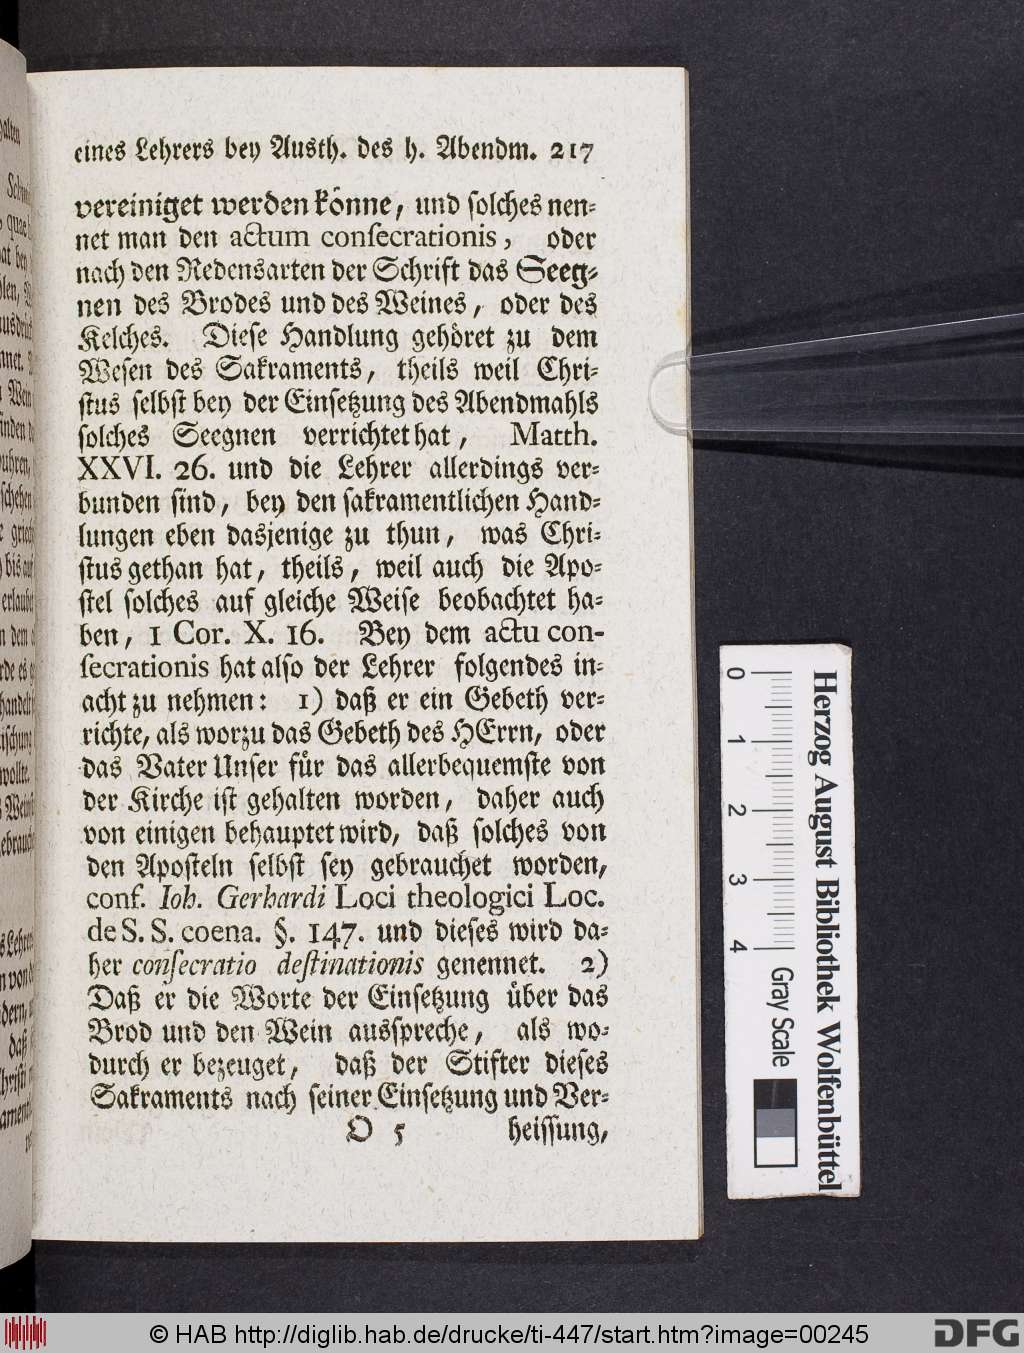 eines Lehrers bey Austh. des h. Abendm. 217
vereiniget werden könne, und solches nen-
net man den actum consecrationis, oder
nach den Redensarten der Schrift das Seeg-
nen des Brodes und des Weines, oder des
Kelches. Diese Handlung gehöret zu dem
Wesen des Sakraments, theils weil Chri-
stus selbst bey der Einsetzung des Abendmahls
solches Seegnen verrichtet hat, Matth.
XXVI. 26. und die Lehrer allerdings ver-
bunden sind, bey den sakramentlichen Hand-
lungen eben dasjenige zu thun, was Chri-
stus gethan hat, theils, weil auch die Apo-
stel solches auf gleiche Weise beobachtet ha-
ben, 1 Cor. X. 16. Bey dem actu con-
secrationis hat also der Lehrer folgendes in-
acht zu nehmen: 1) daß er ein Gebeth ver-
richte, als worzu das Gebeth des HErrn, oder
das Vater Unser für das allerbequemste von
der Kirche ist gehalten worden, daher auch
von einigen behauptet wird, daß solches von
den Aposteln selbst sey gebrauchet worden,
conf. Ioh. Gerhardi Loci theologici Loc.
de S. S. coena. §. 147. und dieses wird da-
her consecratio destinationis genennet. 2)
Daß er die Worte der Einsetzung über das
Brod und den Wein ausspreche, als wo-
durch er bezeuget, daß der Stifter dieses
Sakraments nach seiner Einsetzung und Ver-
O 5 heissung,
0 1 2 3 4 Gray Scale
Herzog August Bibliothek Wolfenbüttel
© HAB http://diglib.hab.de/drucke/ti-447/start.htm?image=00245
DFG